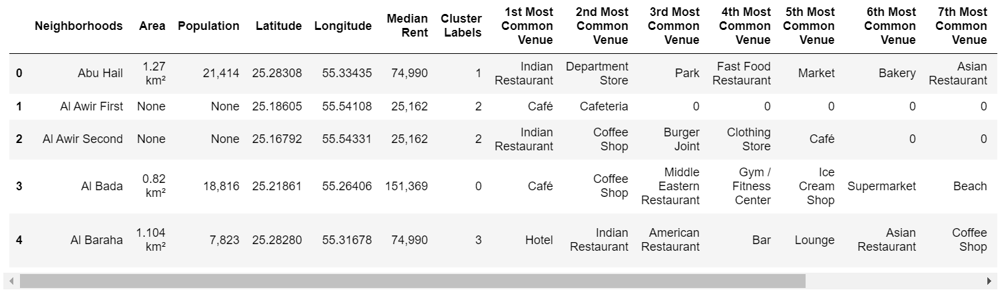 Neighborhoods Area Population Latitude Longitude Median Rent Cluster Labels 1st Most Common Venue 2nd Most Common Venue 3rd Most Common Venue 4th Most Common Venue 5th Most Common Venue 6th Most Common Venue 7th Most Common Venue
0 Abu Hail 1.27 km² 21,414 25.28308 55.33435 74,990 1 Indian Restaurant Department Store Park Fast Food Restaurant Market Bakery Asian Restaurant
1 Al Awir First None None 25.18605 55.54108 25,162 2 Café Cafeteria 0 0 0 0 0
2 Al Awir Second None None 25.16792 55.54331 25,162 2 Indian Restaurant Coffee Shop Burger Joint Clothing Store Café 0 0
3 Al Bada 0.82 km² 18,816 25.21861 55.26406 151,369 0 Café Coffee Shop Middle Eastern Restaurant Gym / Fitness Center Ice Cream Shop Supermarket Beach
4 Al Baraha 1.104 km² 7,823 25.28280 55.31678 74,990 3 Hotel Indian Restaurant American Restaurant Bar Lounge Asian Restaurant Coffee Shop